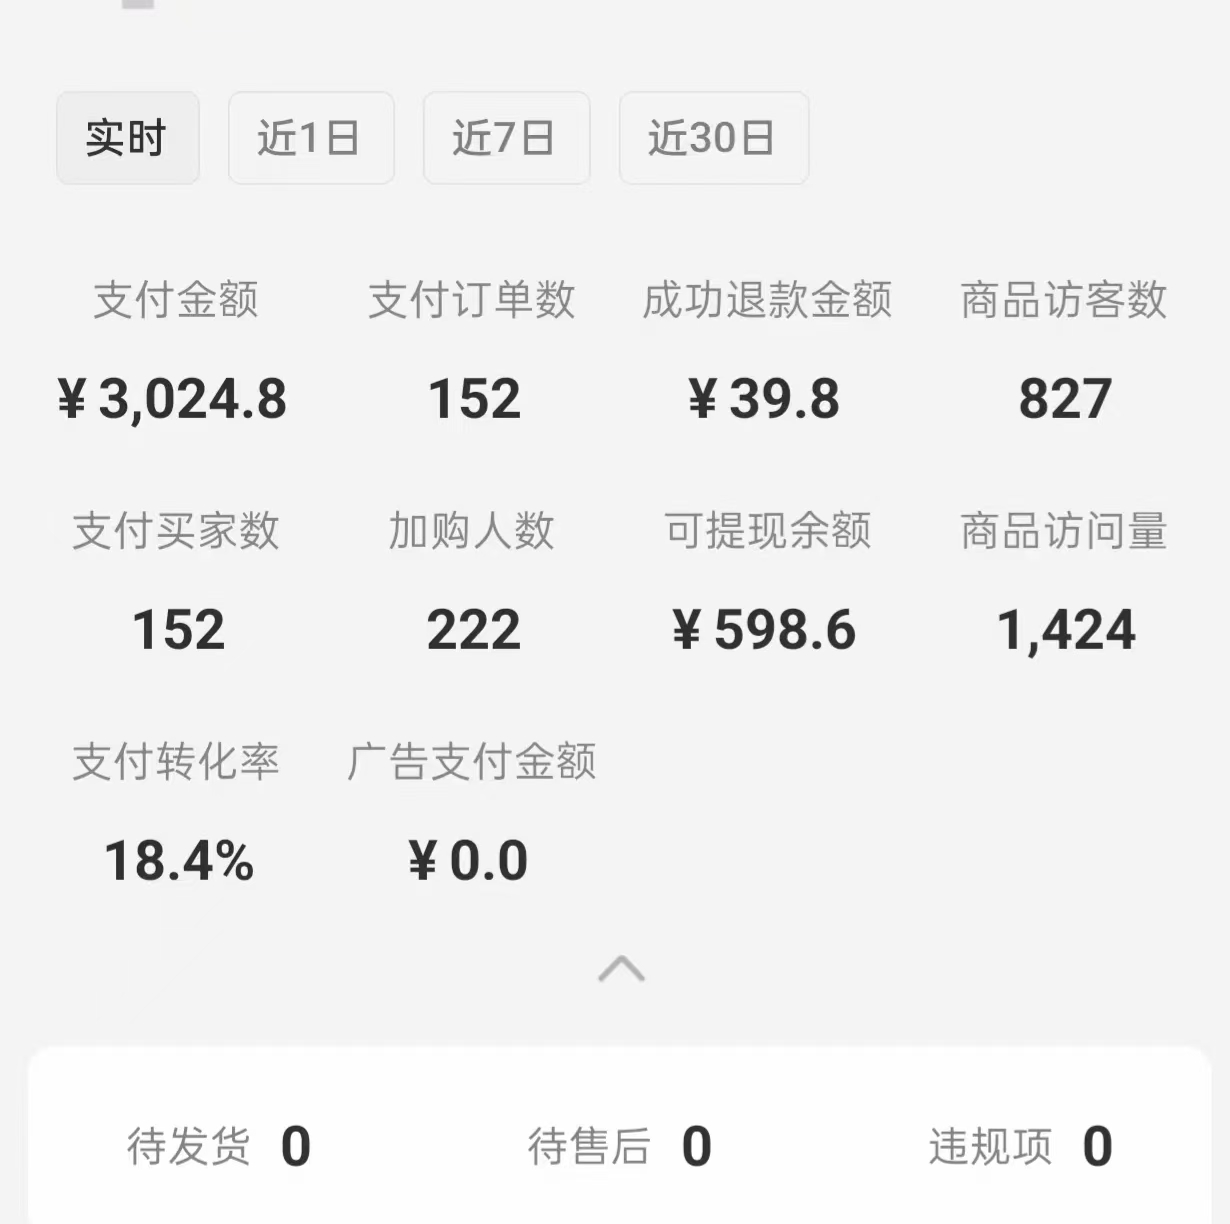 实时 近1日 近7日 近30日
支付金额 支付订单数 成功退款金额 商品访客数
¥3,024.8 152 ¥39.8 827
支付买家数 加购人数 可提现余额 商品访问量
152 222 ¥598.6 1,424
支付转化率 广告支付金额
18.4% ¥0.0
待发货 0 待售后 0 违规项 0